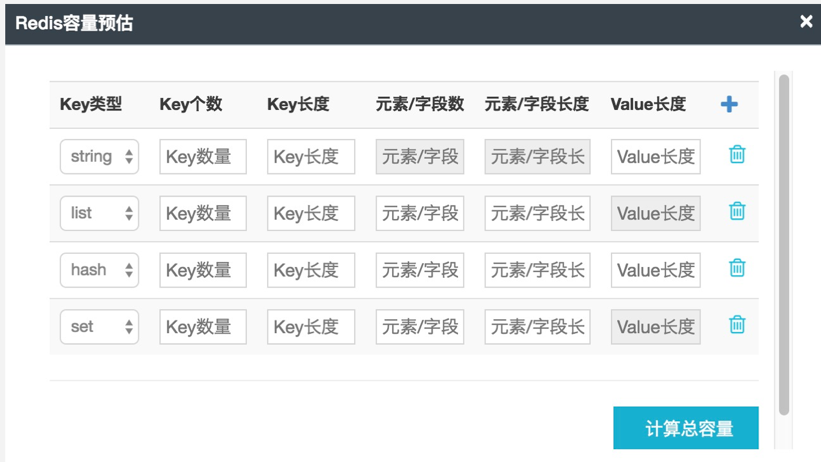 Redis容量预估 ×
Key类型 Key个数 Key长度 元素/字段数 元素/字段长度 Value长度 +
string Key数量 Key长度 元素/字段 元素/字段长 Value长度
list Key数量 Key长度 元素/字段 元素/字段长 Value长度
hash Key数量 Key长度 元素/字段 元素/字段长 Value长度
set Key数量 Key长度 元素/字段 元素/字段长 Value长度
计算总容量